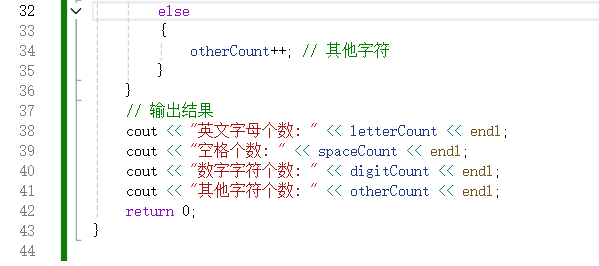 32 else
33 {
34 otherCount++; // 其他字符
35 }
36 }
37 // 输出结果
38 cout << "英文字母个数: " << letterCount << endl;
39 cout << "空格个数: " << spaceCount << endl;
40 cout << "数字字符个数: " << digitCount << endl;
41 cout << "其他字符个数: " << otherCount << endl;
42 return 0;
43 }
44